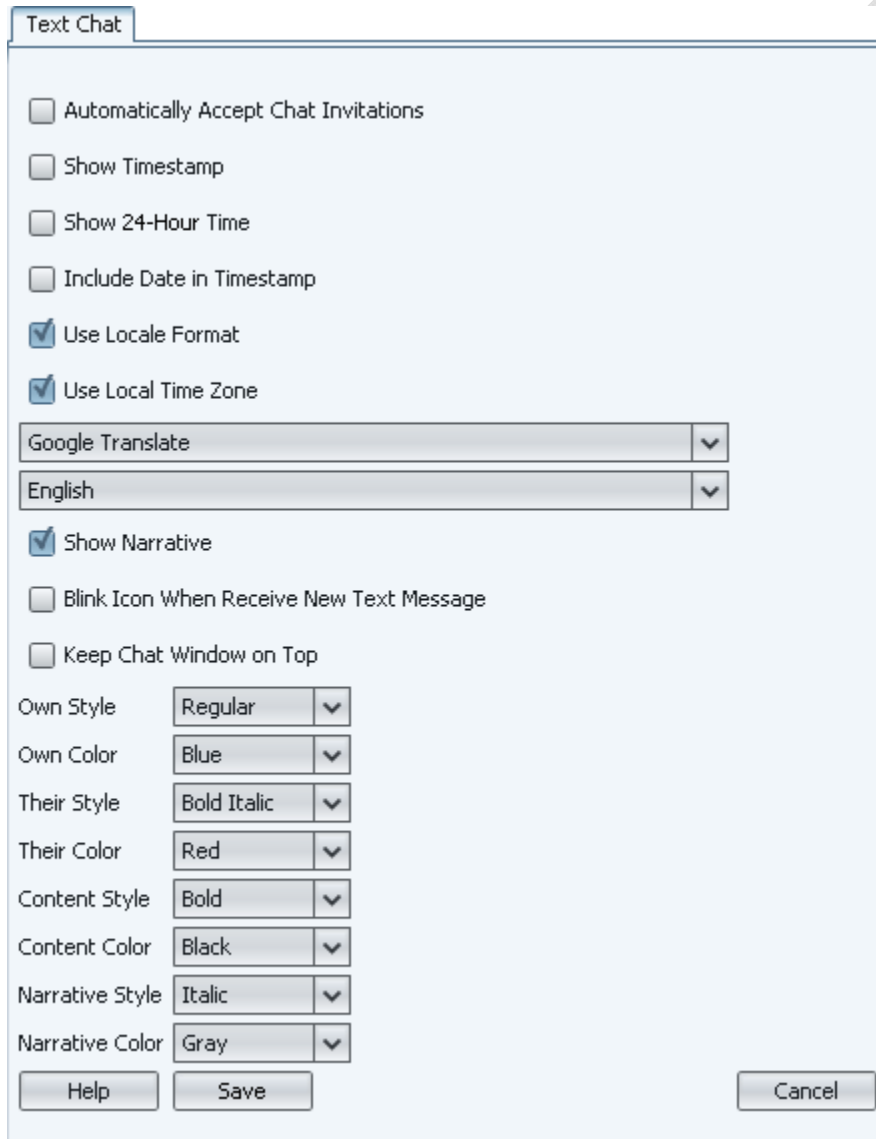 Text Chat
Automatically Accept Chat Invitations
Show Timestamp
Show 24-Hour Time
Include Date in Timestamp
Use Locale Format
Use Local Time Zone
Google Translate
English
Show Narrative
Blink Icon When Receive New Text Message
Keep Chat Window on Top
Own Style Regular
Own Color Blue
Their Style Bold Italic
Their Color Red
Content Style Bold
Content Color Black
Narrative Style Italic
Narrative Color Gray
Help Save Cancel